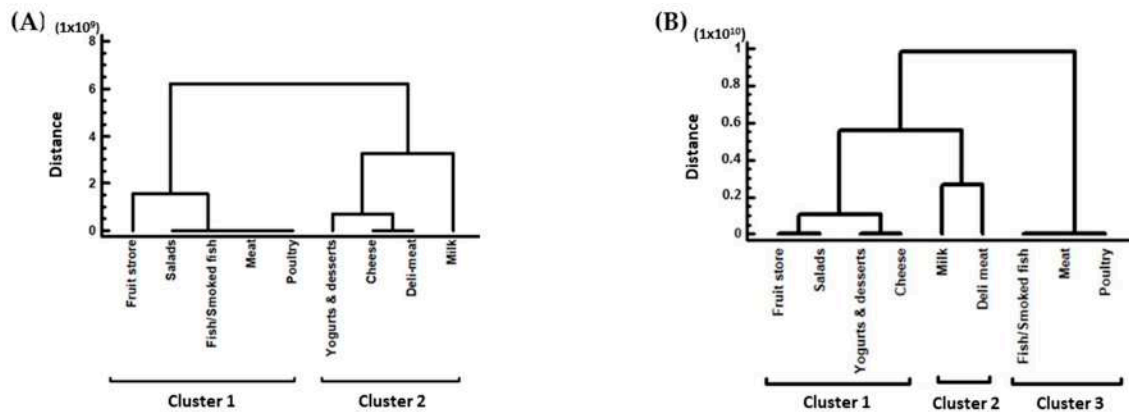 (A) (1x10⁹)
8
6
4
2
0
Distance
Fruit strore
Salads
Fish/Smoked fish
Meat
Poultry
Yogurts & desserts
Cheese
Deli-meat
Milk
Cluster 1
Cluster 2
(B) (1x10¹⁰)
1
0.8
0.6
0.4
0.2
0
Distance
Fruit store
Salads
Yogurts & desserts
Cheese
Milk
Deli meat
Fish/Smoked fish
Meat
Poultry
Cluster 1
Cluster 2
Cluster 3